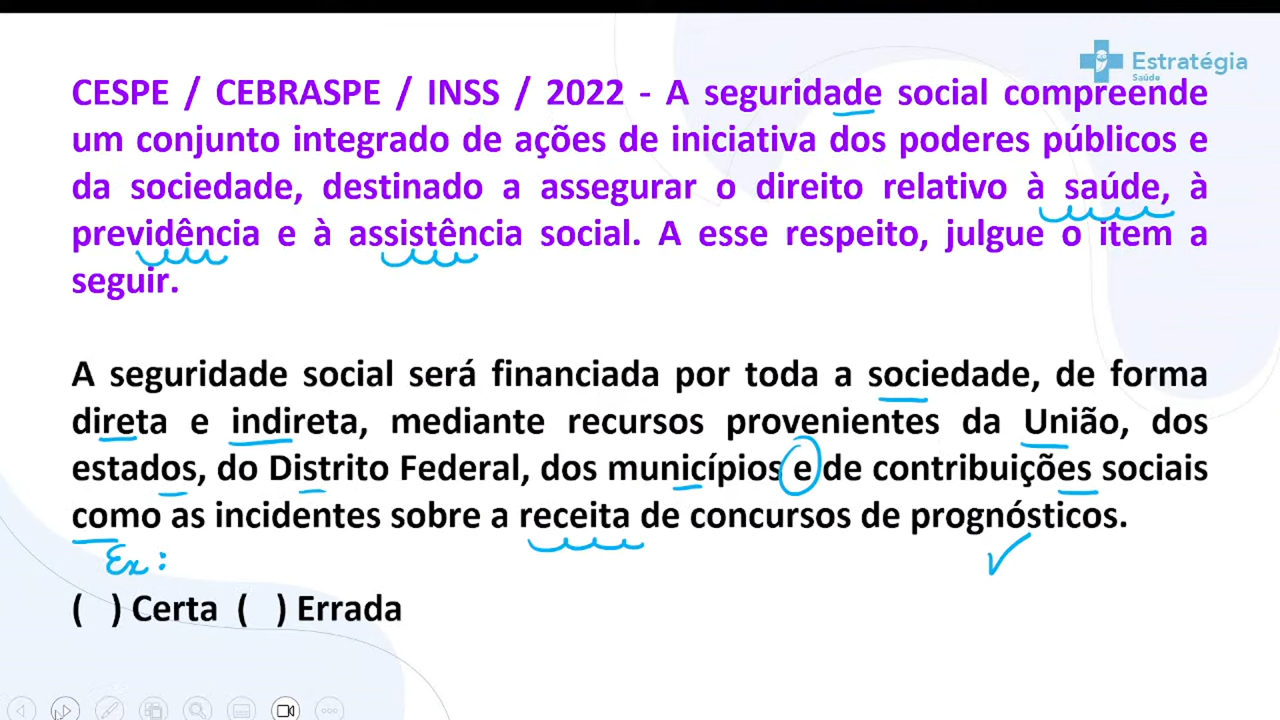 Estratégia
Saúde
CESPE / CEBRASPE / INSS / 2022 - A seguridade social compreende
um conjunto integrado de ações de iniciativa dos poderes públicos e
da sociedade, destinado a assegurar o direito relativo à saúde, à
previdência e à assistência social. A esse respeito, julgue o item a
seguir.
A seguridade social será financiada por toda a sociedade, de forma
direta e indireta, mediante recursos provenientes da União, dos
estados, do Distrito Federal, dos municípios e de contribuições sociais
como as incidentes sobre a receita de concursos de prognósticos.
Ex:
( ) Certa ( ) Errada